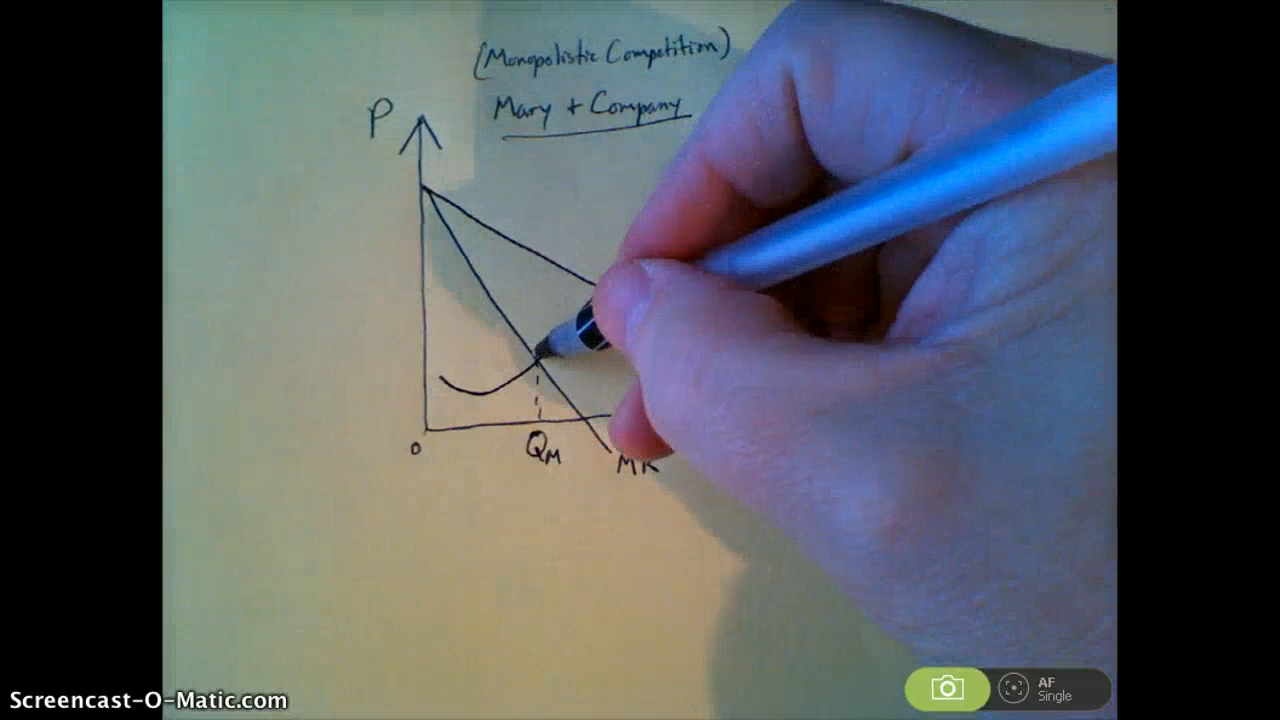 (Monopolistic Competition)
Mary + Company
P
0
QM
MR
Screencast-O-Matic.com
AF
Single